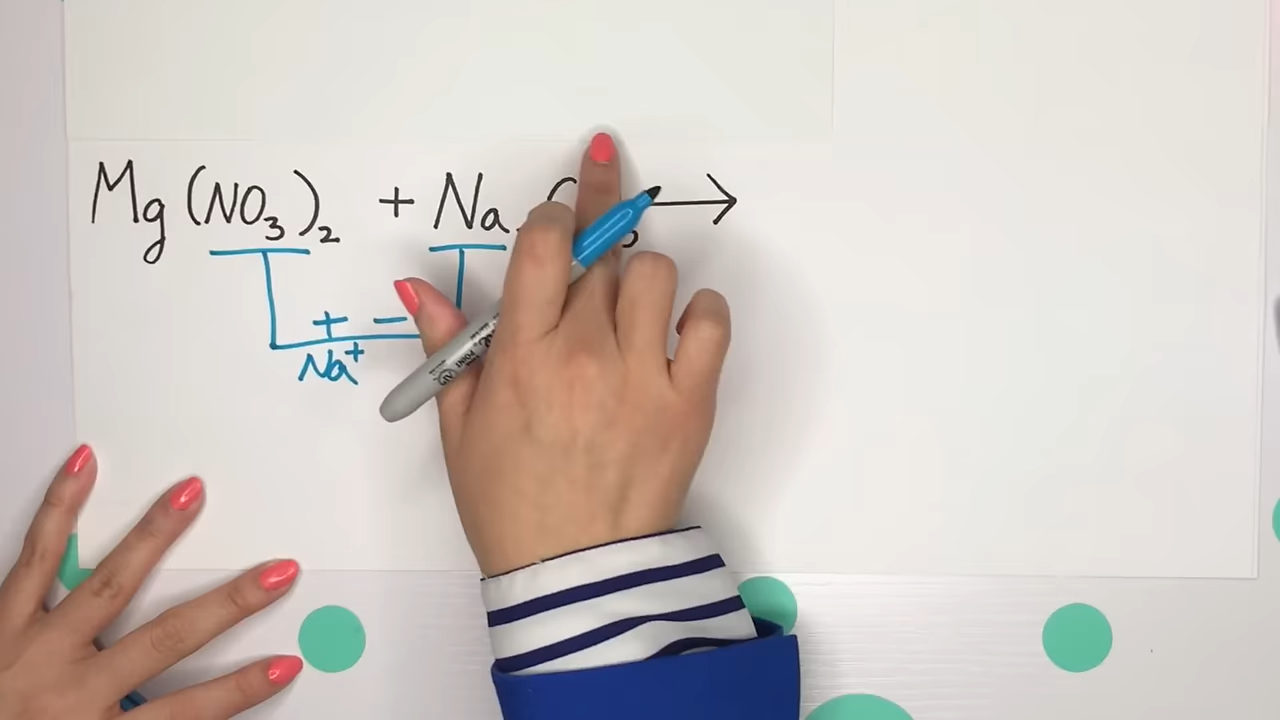 Mg(NO₃)₂ + Na →
+ −
Na⁺